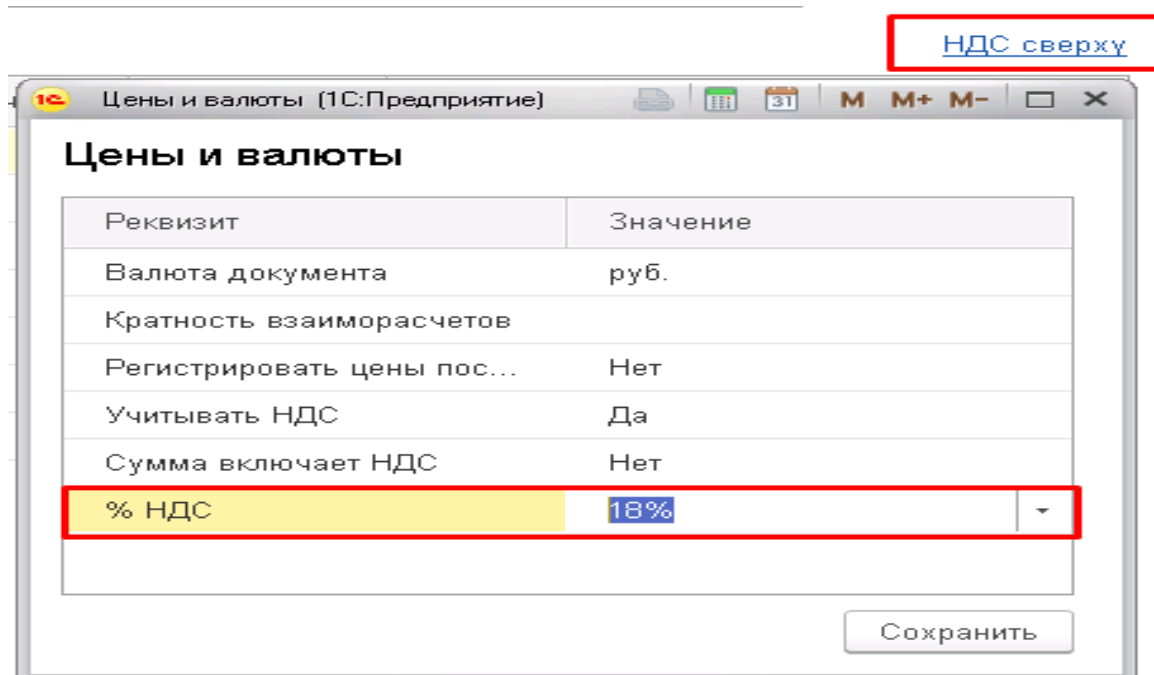 НДС сверху
1С Цены и валюты (1С:Предприятие) 31 М М+ М-
Цены и валюты
Реквизит Значение
Валюта документа руб.
Кратность взаиморасчетов
Регистрировать цены пос... Нет
Учитывать НДС Да
Сумма включает НДС Нет
% НДС 18%
Сохранить